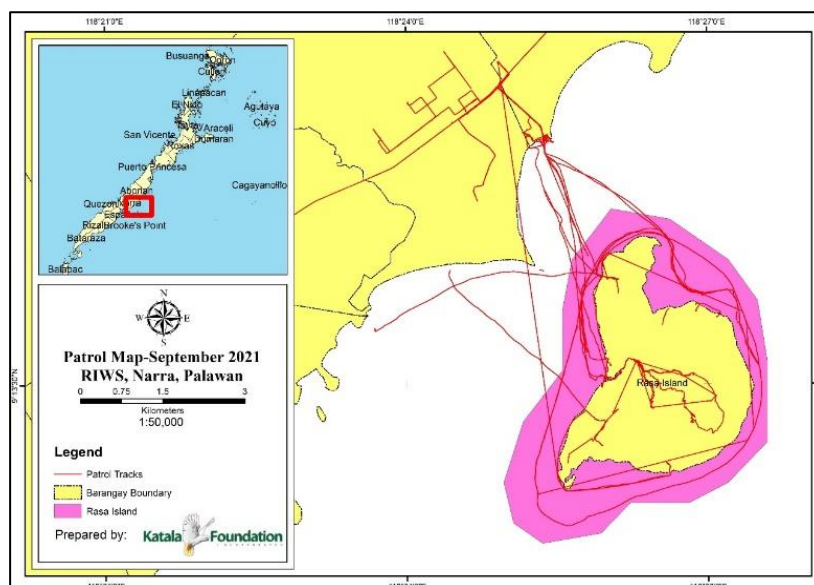 118°21'0"E
118°24'0"E
118°27'0"E
Busuanga
Culion
Linapacan
El Nido
Agutaya
Cuyo
Araceli
San Vicente
Dumaran
Roxas
Puerto Princesa
Cagayancillo
Aborlan
Quezon
Rizal
Brooke's Point
Bataraza
Balabac
N
W
E
S
Patrol Map-September 2021
RIWS, Narra, Palawan
0 0.75 1.5 3
Kilometers
1:50,000
Legend
Patrol Tracks
Barangay Boundary
Rasa Island
Prepared by:
Katala Foundation
Rasa Island
9°13'30"N